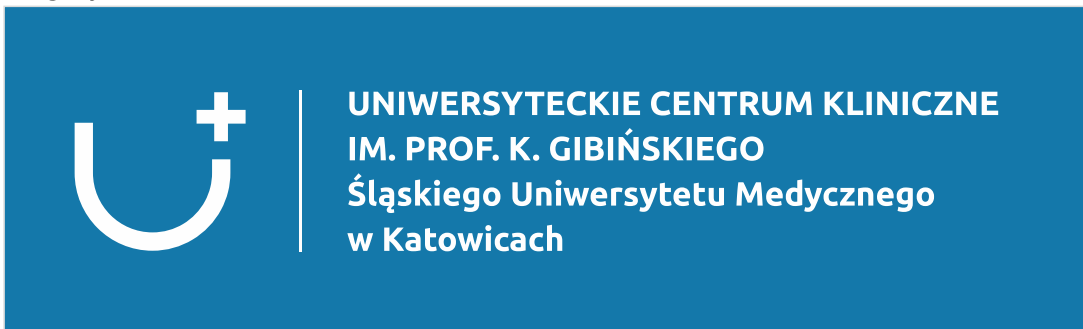 UNIWERSYTECKIE CENTRUM KLINICZNE
IM. PROF. K. GIBIŃSKIEGO
Śląskiego Uniwersytetu Medycznego
w Katowicach